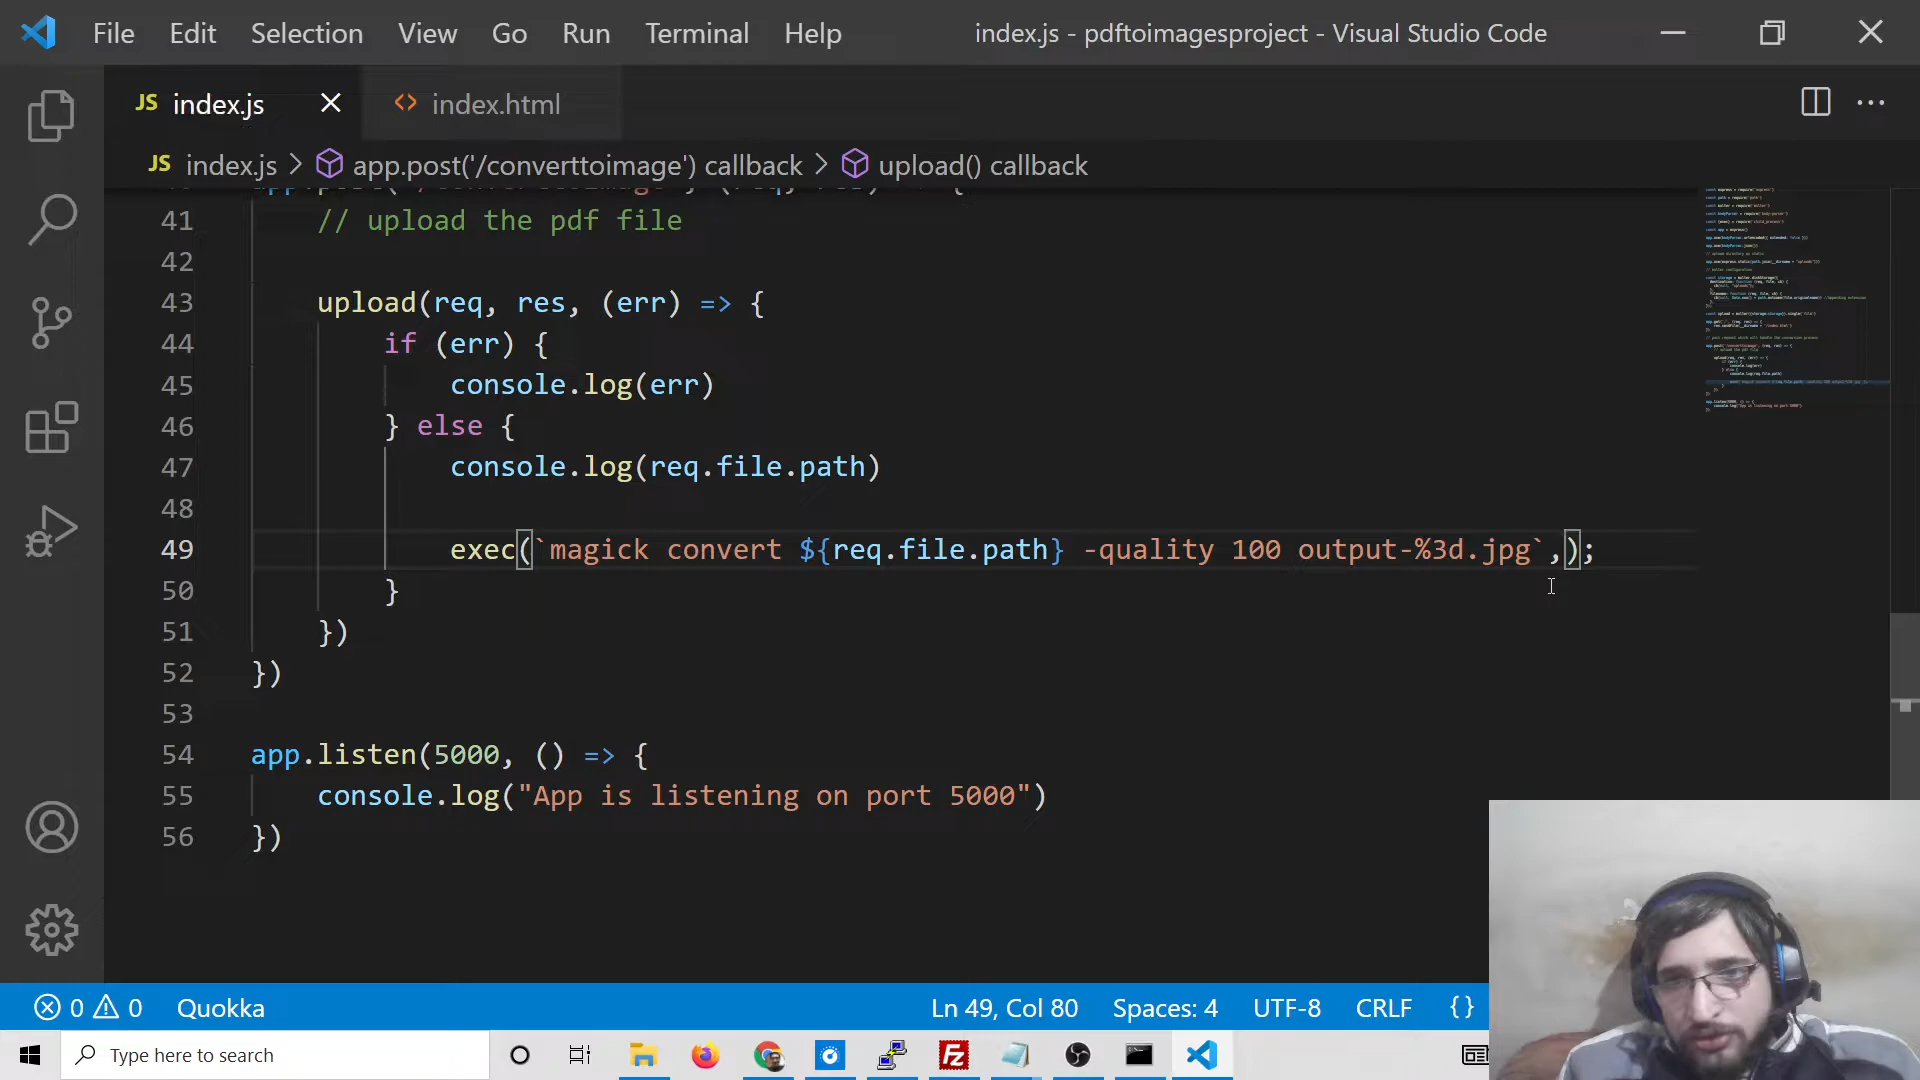 File Edit Selection View Go Run Terminal Help index.js - pdftoimagesproject - Visual Studio Code
JS index.js <> index.html
JS index.js > app.post('/converttoimage') callback > upload() callback
41 // upload the pdf file
42
43 upload(req, res, (err) => {
44 if (err) {
45 console.log(err)
46 } else {
47 console.log(req.file.path)
48
49 exec(`magick convert ${req.file.path} -quality 100 output-%3d.jpg`,);
50 }
51 })
52 })
53
54 app.listen(5000, () => {
55 console.log("App is listening on port 5000")
56 })
0 0 Quokka Ln 49, Col 80 Spaces: 4 UTF-8 CRLF {}
Type here to search